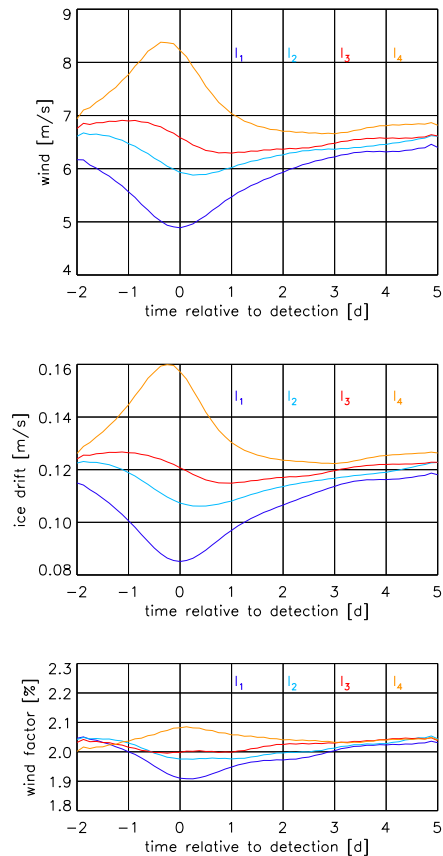 9
8
7
6
5
4
wind [m/s]
I1 I2 I3 I4
-2 -1 0 1 2 3 4 5
time relative to detection [d]
0.16
0.14
0.12
0.10
0.08
ice drift [m/s]
I1 I2 I3 I4
-2 -1 0 1 2 3 4 5
time relative to detection [d]
2.3
2.2
2.1
2.0
1.9
1.8
wind factor [%]
I1 I2 I3 I4
-2 -1 0 1 2 3 4 5
time relative to detection [d]